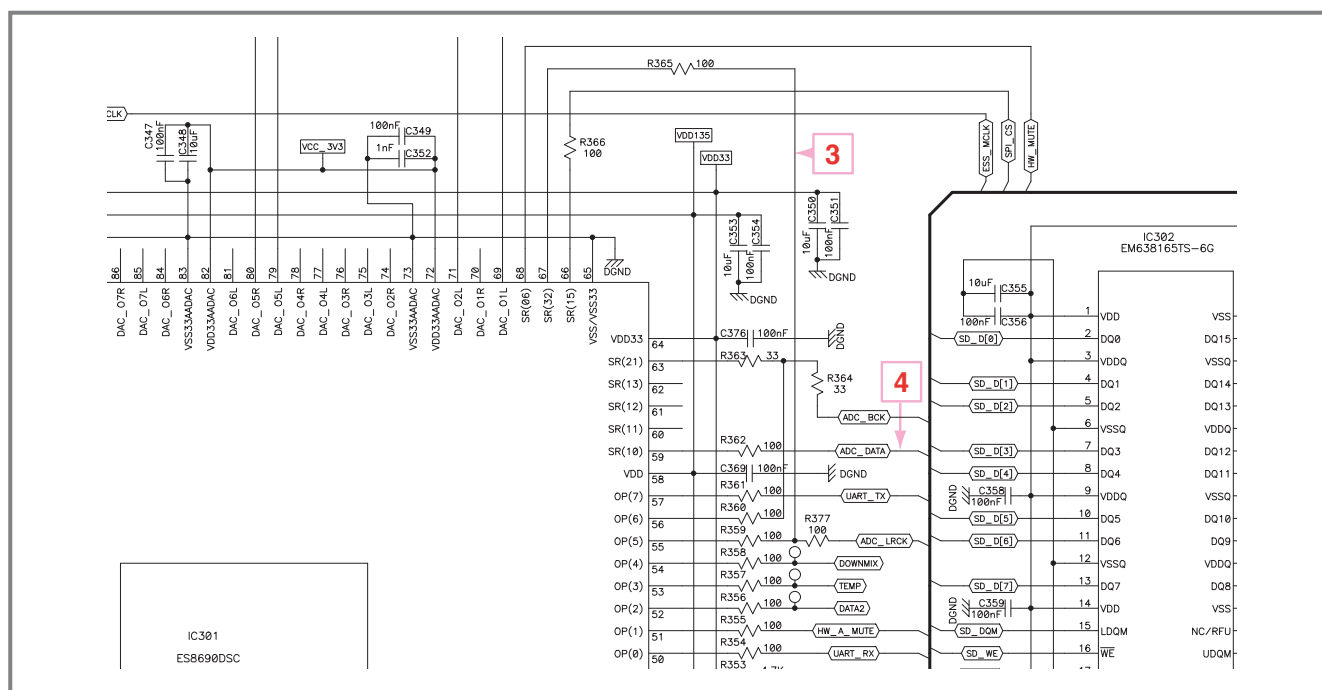 R365 100
CLK
C347 100nF
C348 10uF
VCC_3V3
100nF C349
1nF C352
R366 100
VDD135
VDD33
3
ESS_MCLK
SPI_CS
HW_MUTE
C353 10uF
C354 100nF
DGND
C350 10uF
C351 100nF
DGND
DGND
IC302
EM638165TS-6G
86 DAC_O7R
85 DAC_O7L
84 DAC_O6R
83 VSS33AADAC
82 VDD33AADAC
81 DAC_O6L
80 DAC_O5R
79 DAC_O5L
78 DAC_O4R
77 DAC_O4L
76 DAC_O3R
75 DAC_O3L
74 DAC_O2R
73 VSS33AADAC
72 VDD33AADAC
71 DAC_O2L
70 DAC_O1R
69 DAC_O1L
68 SR(06)
67 SR(32)
66 SR(15)
65 VSS/VSS33
VDD33 64 C376 100nF DGND
SR(21) 63 R363 33
R364 33
SR(13) 62
SR(12) 61
ADC_BCK
SR(11) 60
4
SR(10) 59 R362 100 ADC_DATA
VDD 58 C369 100nF DGND
OP(7) 57 R361 100 UART_TX
OP(6) 56 R360 100
R377 100
OP(5) 55 R359 100 ADC_LRCK
OP(4) 54 R358 100 DOWNMIX
OP(3) 53 R357 100 TEMP
OP(2) 52 R356 100 DATA2
OP(1) 51 R355 100 HW_A_MUTE
OP(0) 50 R354 100 UART_RX
R353
10uF C355
100nF C356
1 VDD VSS
SD_D[0] 2 DQ0 DQ15
3 VDDQ VSSQ
SD_D[1] 4 DQ1 DQ14
SD_D[2] 5 DQ2 DQ13
6 VSSQ VDDQ
SD_D[3] 7 DQ3 DQ12
SD_D[4] 8 DQ4 DQ11
DGND C358 100nF 9 VDDQ VSSQ
SD_D[5] 10 DQ5 DQ10
SD_D[6] 11 DQ6 DQ9
12 VSSQ VDDQ
SD_D[7] 13 DQ7 DQ8
DGND C359 100nF 14 VDD VSS
SD_DQM 15 LDQM NC/RFU
SD_WE 16 WE UDQM
IC301
ES8690DSC